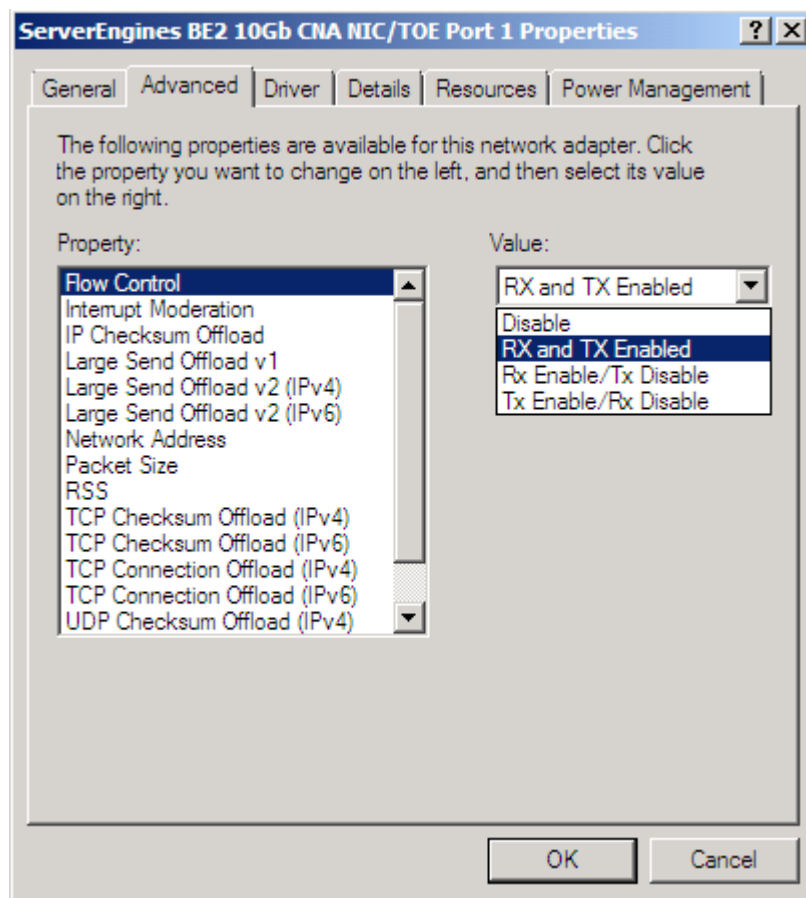 ServerEngines BE2 10Gb CNA NIC/TOE Port 1 Properties
General Advanced Driver Details Resources Power Management
The following properties are available for this network adapter. Click
the property you want to change on the left, and then select its value
on the right.
Property:
Flow Control
Interrupt Moderation
IP Checksum Offload
Large Send Offload v1
Large Send Offload v2 (IPv4)
Large Send Offload v2 (IPv6)
Network Address
Packet Size
RSS
TCP Checksum Offload (IPv4)
TCP Checksum Offload (IPv6)
TCP Connection Offload (IPv4)
TCP Connection Offload (IPv6)
UDP Checksum Offload (IPv4)
Value:
RX and TX Enabled
Disable
RX and TX Enabled
Rx Enable/Tx Disable
Tx Enable/Rx Disable
OK Cancel